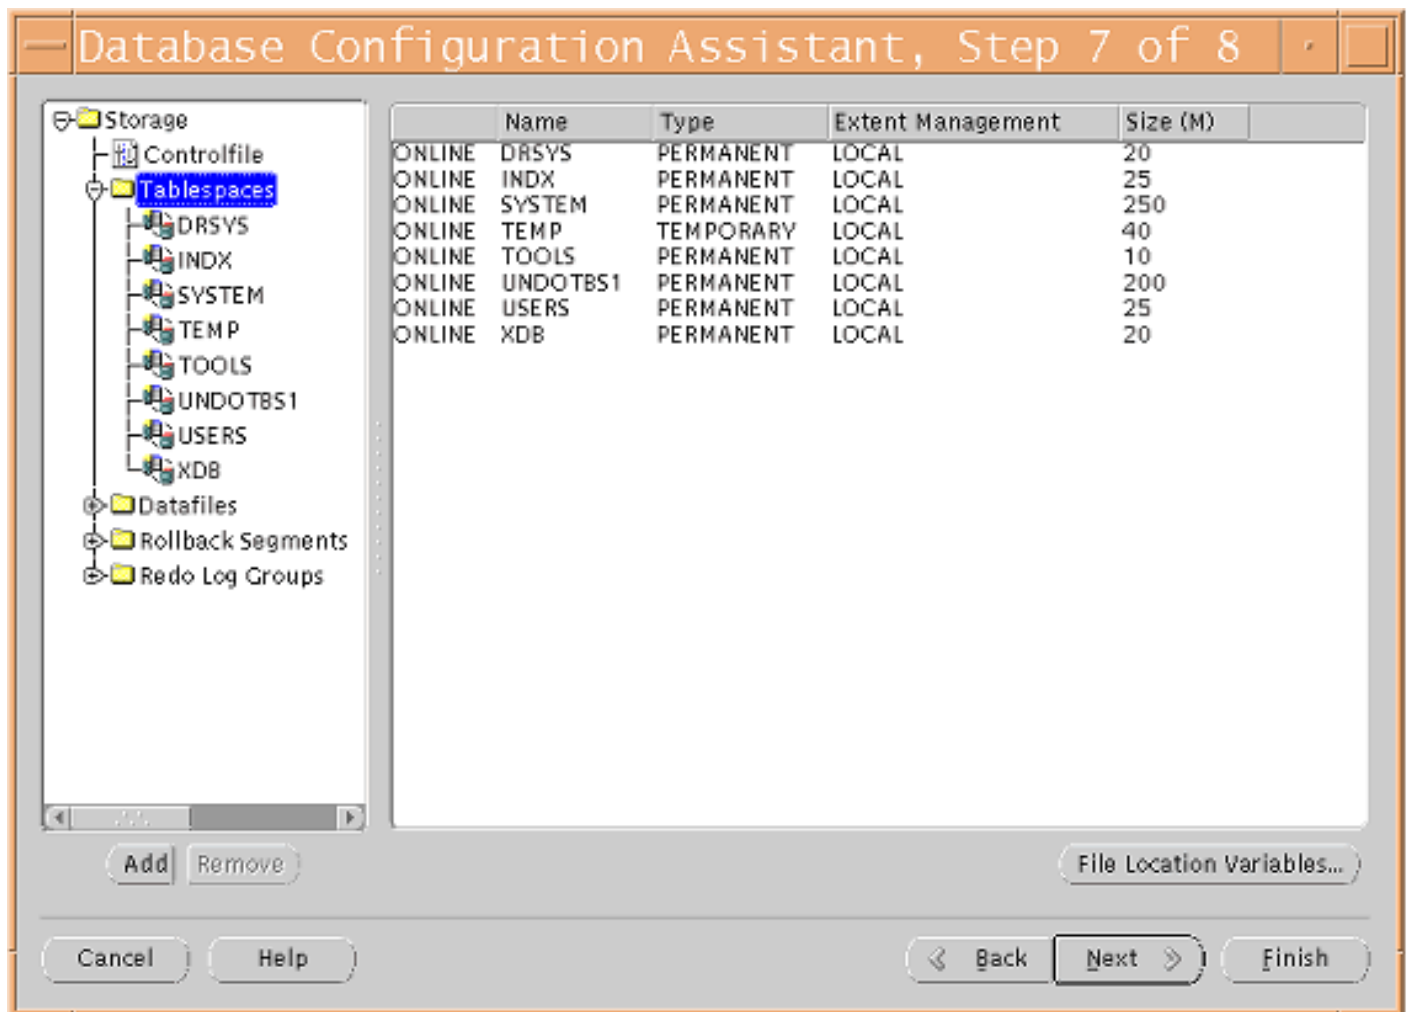 Database Configuration Assistant, Step 7 of 8
Storage
Controlfile
Tablespaces
DRSYS
INDX
SYSTEM
TEMP
TOOLS
UNDOTBS1
USERS
XDB
Datafiles
Rollback Segments
Redo Log Groups
Name Type Extent Management Size (M)
ONLINE DRSYS PERMANENT LOCAL 20
ONLINE INDX PERMANENT LOCAL 25
ONLINE SYSTEM PERMANENT LOCAL 250
ONLINE TEMP TEMPORARY LOCAL 40
ONLINE TOOLS PERMANENT LOCAL 10
ONLINE UNDOTBS1 PERMANENT LOCAL 200
ONLINE USERS PERMANENT LOCAL 25
ONLINE XDB PERMANENT LOCAL 20
Add Remove File Location Variables...
Cancel Help Back Next Finish